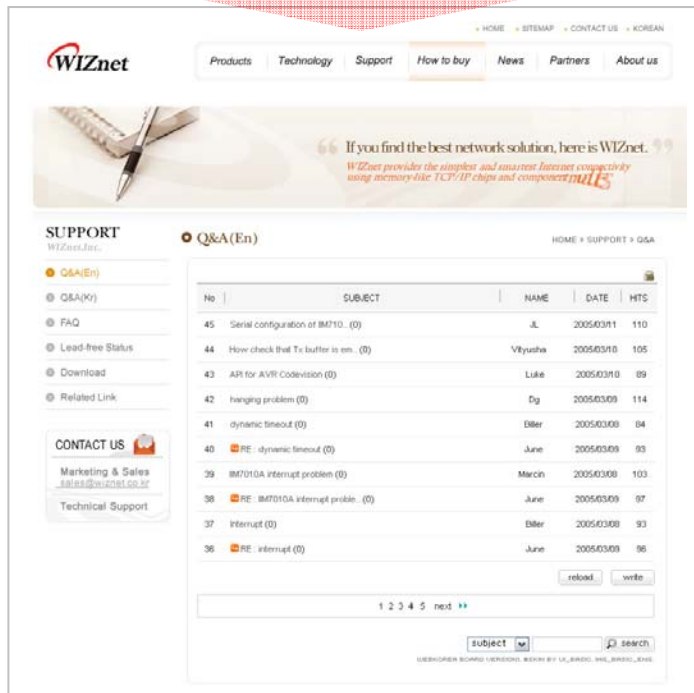 HOME SITEMAP CONTACT US KOREAN
WIZnet
Products Technology Support How to buy News Partners About us
If you find the best network solution, here is WIZnet.
WIZnet provides the simplest and smartest Internet connectivity
using memory-like TCP/IP chips and component
SUPPORT
WIZnet.Inc.
Q&A(En)
Q&A(Kr)
FAQ
Lead-free Status
Download
Related Link
CONTACT US
Marketing & Sales
sales@wiznet.co.kr
Technical Support
Q&A(En)
HOME > SUPPORT > Q&A
No SUBJECT NAME DATE HITS
45 Serial configuration of IIM710.. (0) JL 2005/03/11 110
44 How check that Tx buffer is em.. (0) Vityusha 2005/03/10 105
43 API for AVR Codevision (0) Luke 2005/03/10 89
42 hanging problem (0) Dg 2005/03/09 114
41 dynamic timeout (0) Biller 2005/03/08 84
40 RE : dynamic timeout (0) June 2005/03/09 93
39 IIM7010A interrupt problem (0) Marcin 2005/03/08 103
38 RE : IIM7010A interrupt proble.. (0) June 2005/03/09 97
37 Interrupt (0) Biller 2005/03/08 93
36 RE : interrupt (0) June 2005/03/09 96
reload write
1 2 3 4 5 next
subject search